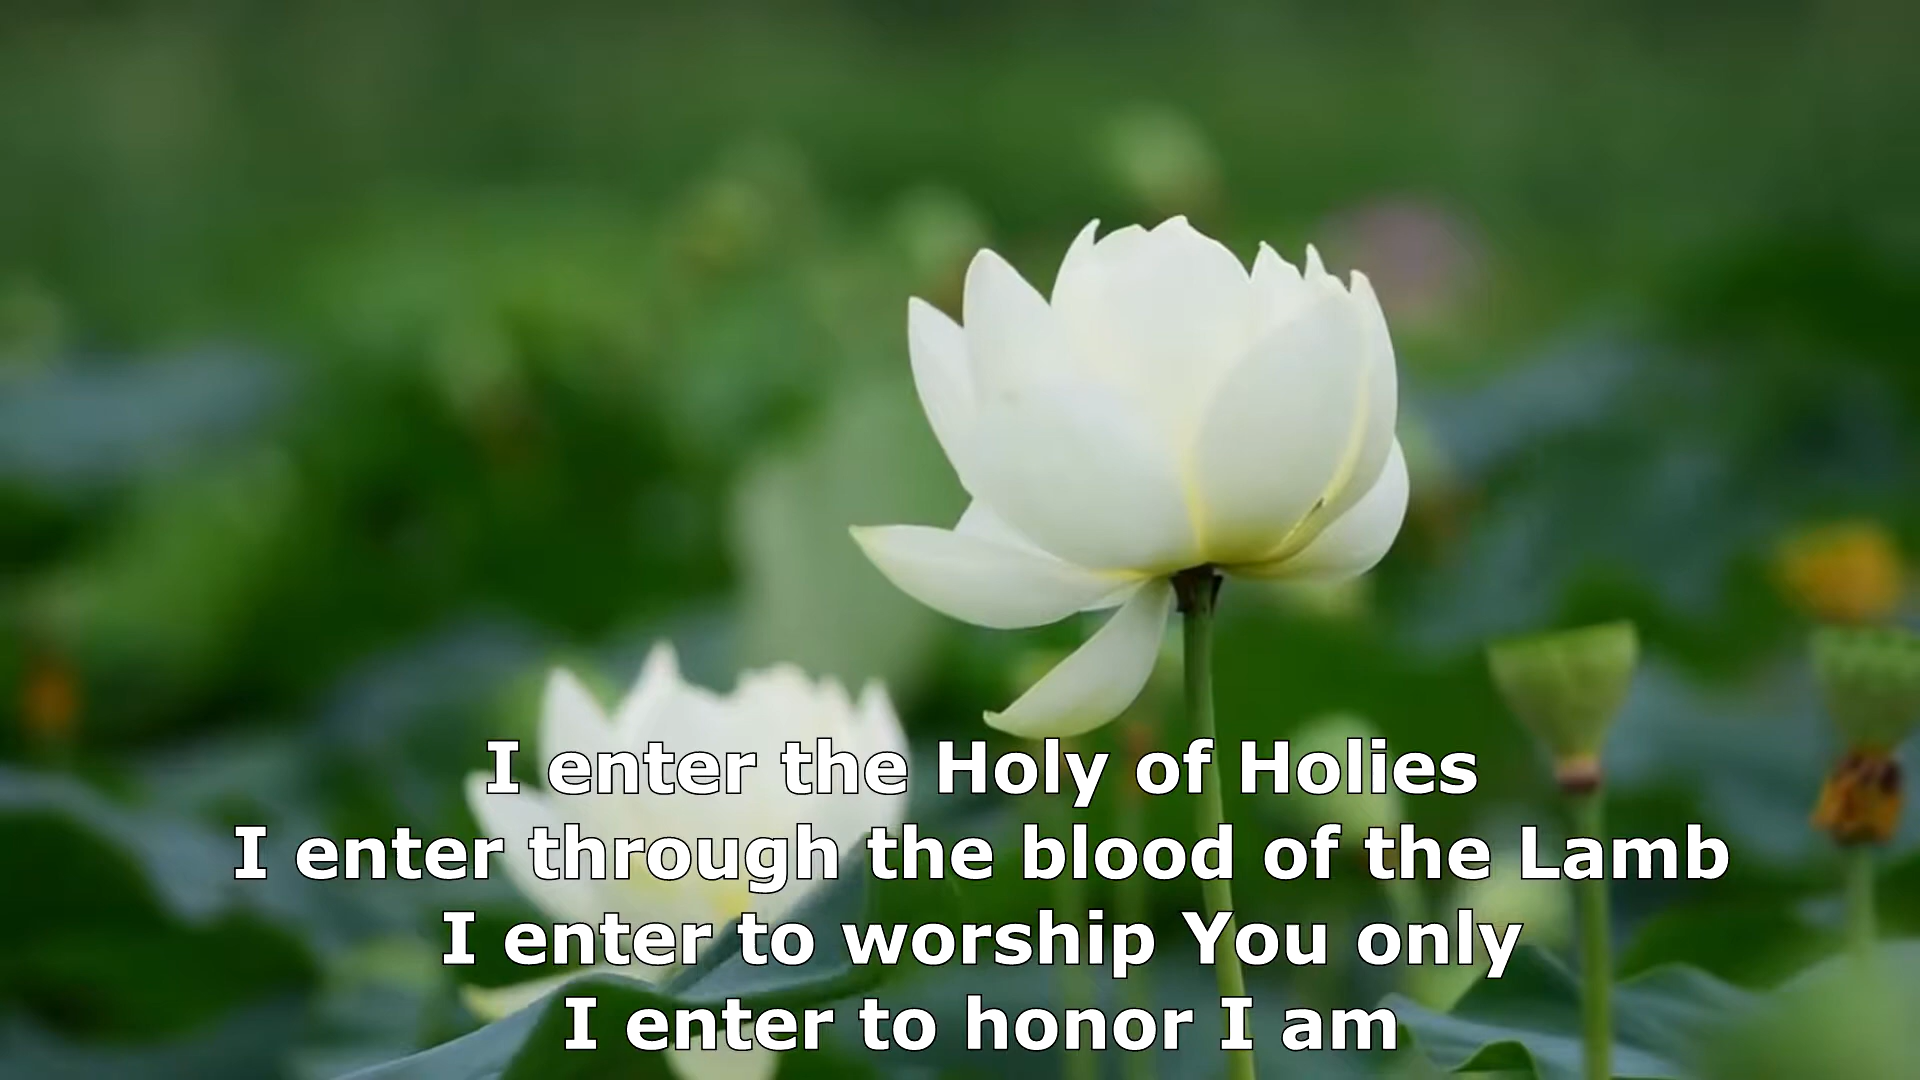 I enter the Holy of Holies
I enter through the blood of the Lamb
I enter to worship You only
I enter to honor I am